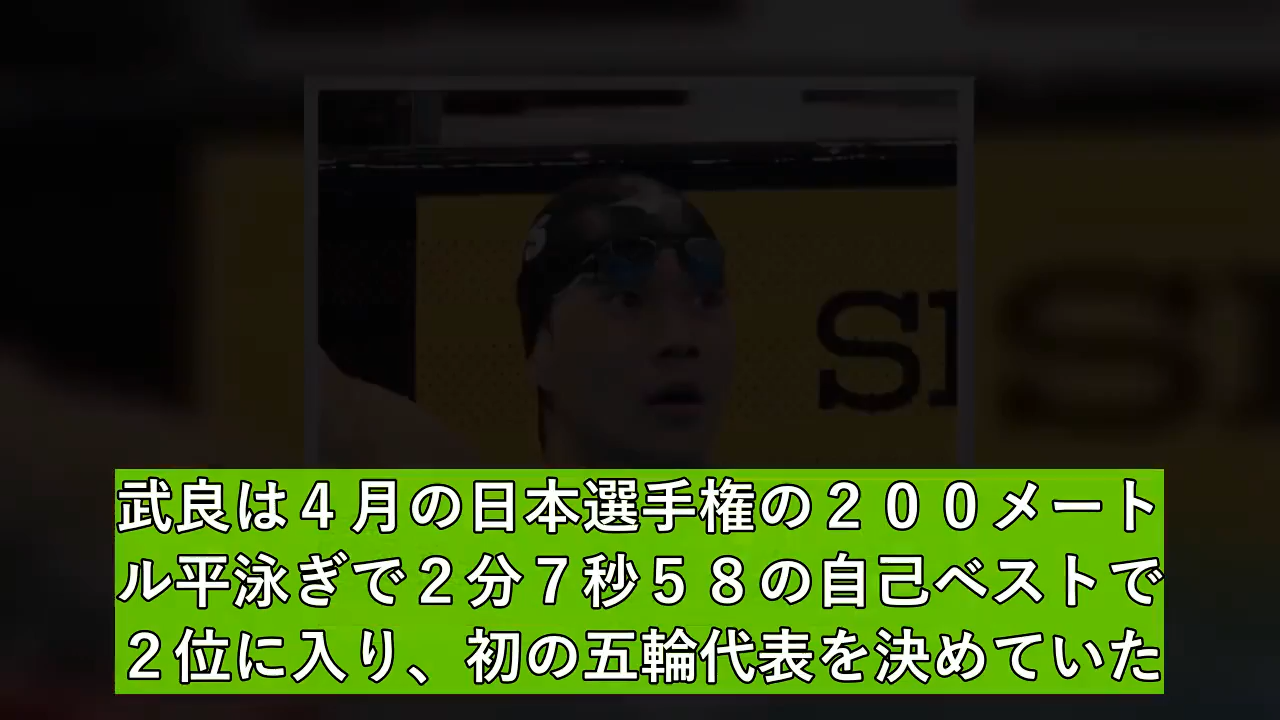 SE
武良は４月の日本選手権の２００メート
ル平泳ぎで２分７秒５８の自己ベストで
２位に入り、初の五輪代表を決めていた